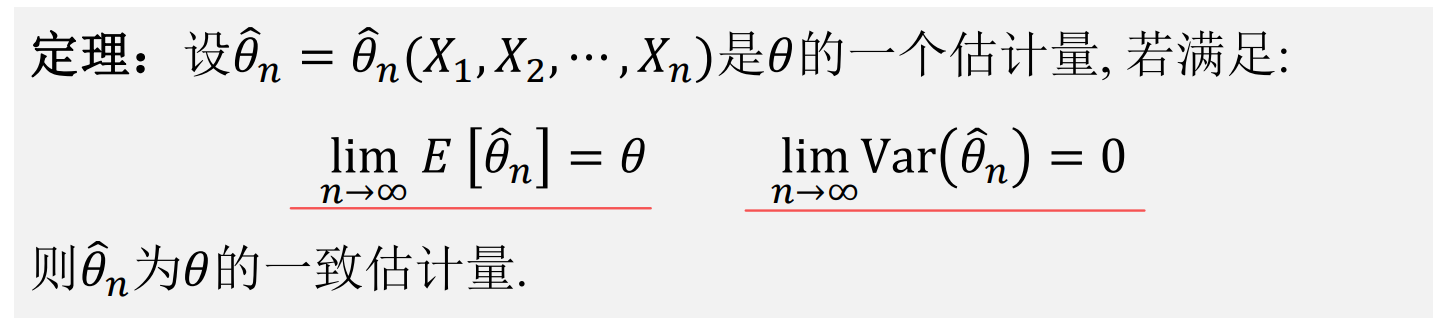 定理：设θ̂ₙ = θ̂ₙ(X₁, X₂, ⋯, Xₙ)是θ的一个估计量, 若满足:
lim_{n→∞} E [θ̂ₙ] = θ    lim_{n→∞} Var(θ̂ₙ) = 0
则θ̂ₙ为θ的一致估计量.